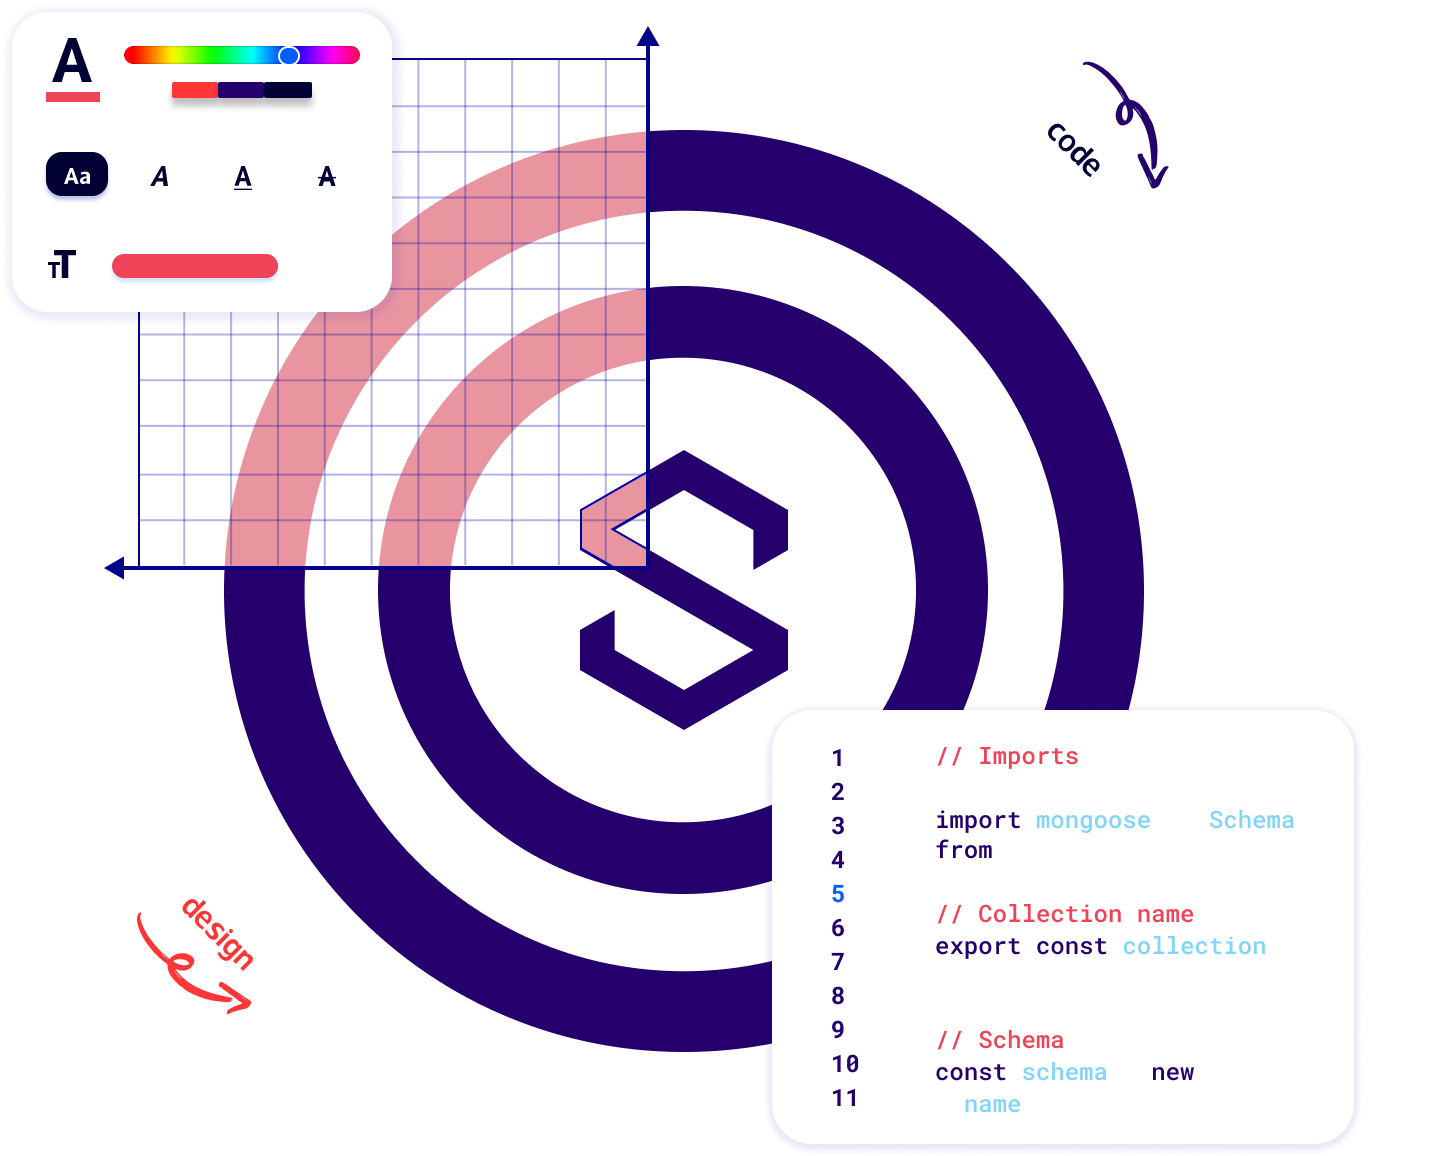 A
Aa A A A
TT
code
design
1
2
3
4
5
6
7
8
9
10
11
// Imports
import mongoose Schema
from
// Collection name
export const collection
// Schema
const schema new
name